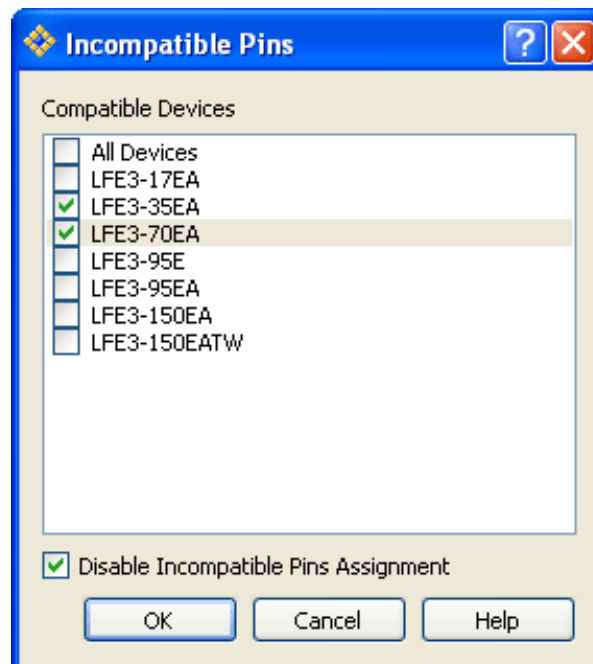 Incompatible Pins
?
Compatible Devices
All Devices
LFE3-17EA
LFE3-35EA
LFE3-70EA
LFE3-95E
LFE3-95EA
LFE3-150EA
LFE3-150EATW
Disable Incompatible Pins Assignment
OK Cancel Help